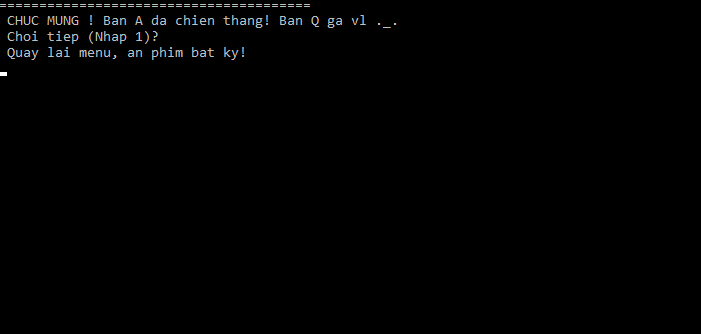 =======================================
CHUC MUNG ! Ban A da chien thang! Ban Q ga vl ._.
Choi tiep (Nhap 1)?
Quay lai menu, an phim bat ky!